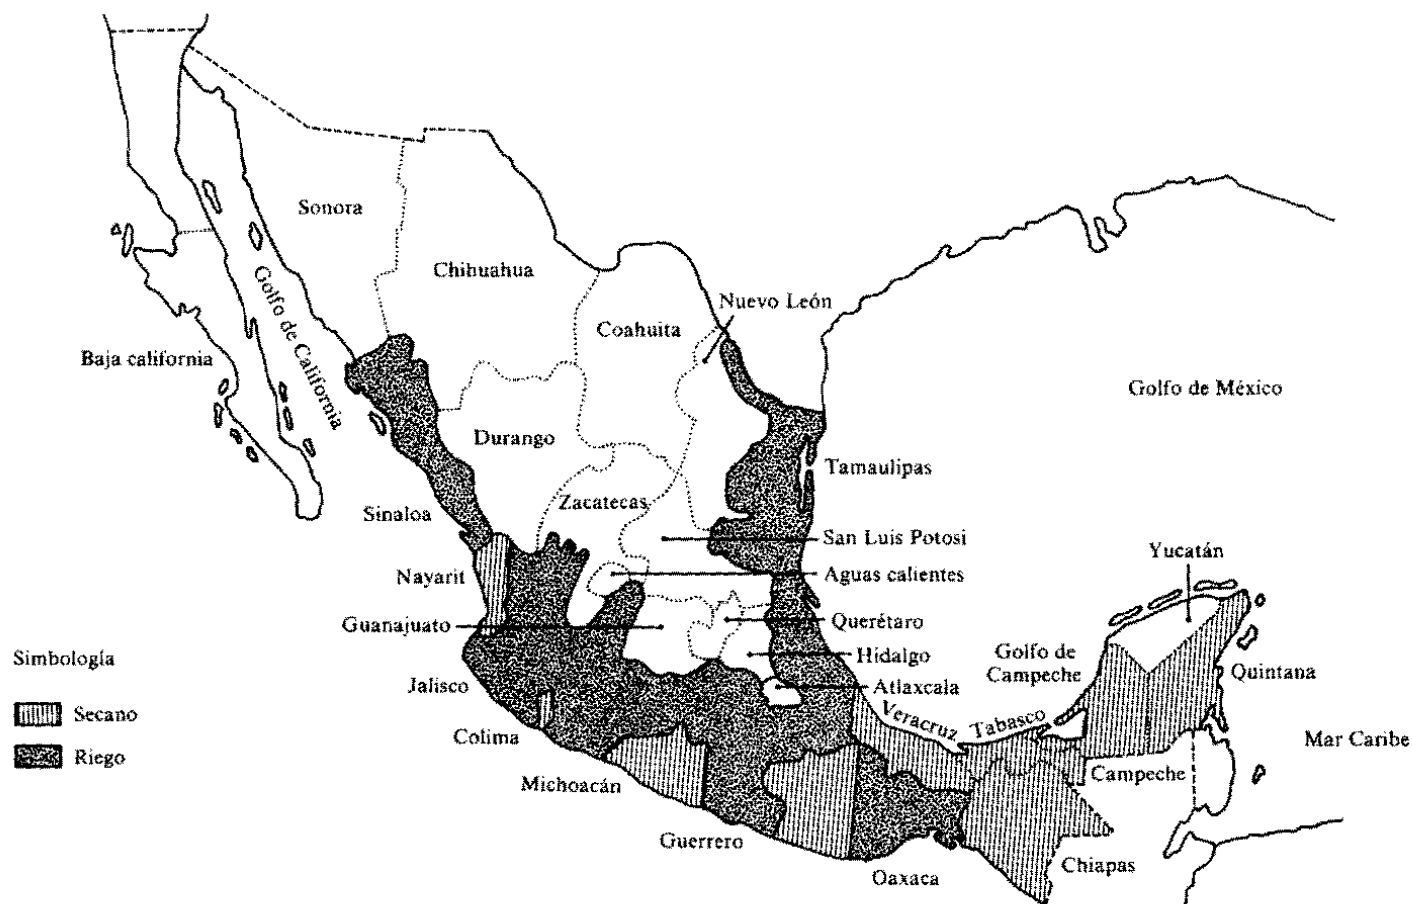 Sonora
Chihuahua
Nuevo León
Coahuita
Golfo de California
Baja california
Golfo de México
Durango
Tamaulipas
Zacatecas
Sinaloa
San Luis Potosi
Yucatán
Nayarit
Aguas calientes
Guanajuato
Querétaro
Hidalgo
Golfo de
Campeche
Simbología
Quintana
Jalisco
Atlaxcala
Secano
Veracruz
Tabasco
Colima
Mar Caribe
Riego
Michoacán
Campeche
Guerrero
Chiapas
Oaxaca